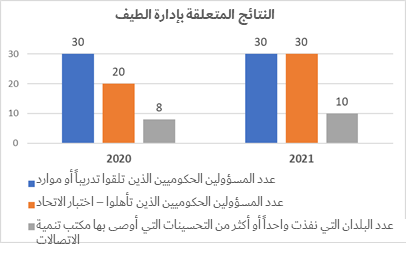 النتائج المتعلقة بإدارة الطيف
30
20
10
0
30
20
8
30
30
10
2020
2021
عدد المسؤولين الحكوميين الذين تلقوا تدريباً أو موارد
عدد المسؤولين الحكوميين الذين تأهلوا – اختبار الاتحاد
عدد البلدان التي نفذت واحداً أو أكثر من التحسينات التي أوصى بها مكتب تنمية
الاتصالات